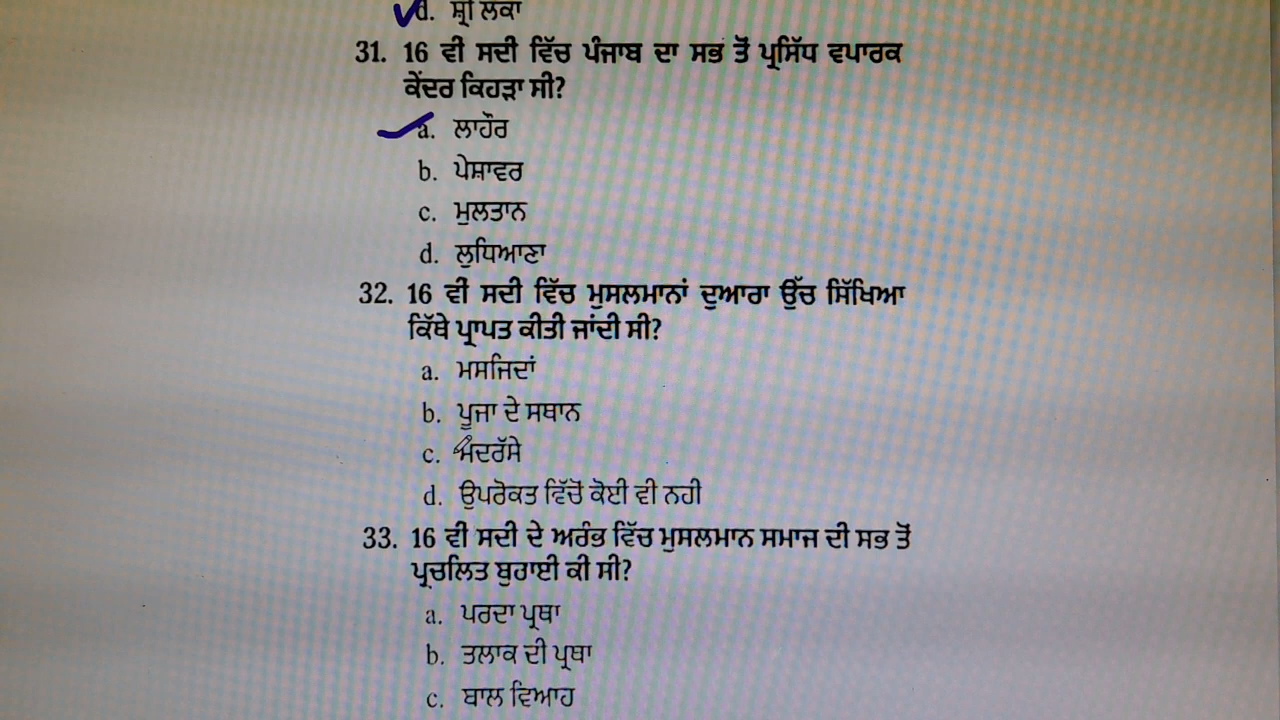 d. ਸ਼੍ਰੀ ਲੰਕਾ
31. 16 ਵੀ ਸਦੀ ਵਿੱਚ ਪੰਜਾਬ ਦਾ ਸਭ ਤੋਂ ਪ੍ਰਸਿੱਧ ਵਪਾਰਕ
ਕੇਂਦਰ ਕਿਹੜਾ ਸੀ?
a. ਲਾਹੌਰ
b. ਪੇਸ਼ਾਵਰ
c. ਮੁਲਤਾਨ
d. ਲੁਧਿਆਣਾ
32. 16 ਵੀਂ ਸਦੀ ਵਿੱਚ ਮੁਸਲਮਾਨਾਂ ਦੁਆਰਾ ਉੱਚ ਸਿੱਖਿਆ
ਕਿੱਥੇ ਪ੍ਰਾਪਤ ਕੀਤੀ ਜਾਂਦੀ ਸੀ?
a. ਮਸਜਿਦਾਂ
b. ਪੂਜਾ ਦੇ ਸਥਾਨ
c. ਮਦਰੱਸੇ
d. ਉਪਰੋਕਤ ਵਿੱਚੋਂ ਕੋਈ ਵੀ ਨਹੀ
33. 16 ਵੀ ਸਦੀ ਦੇ ਅਰੰਭ ਵਿੱਚ ਮੁਸਲਮਾਨ ਸਮਾਜ ਦੀ ਸਭ ਤੋਂ
ਪ੍ਰਚਲਿਤ ਬੁਰਾਈ ਕੀ ਸੀ?
a. ਪਰਦਾ ਪ੍ਰਥਾ
b. ਤਲਾਕ ਦੀ ਪ੍ਰਥਾ
c. ਬਾਲ ਵਿਆਹ